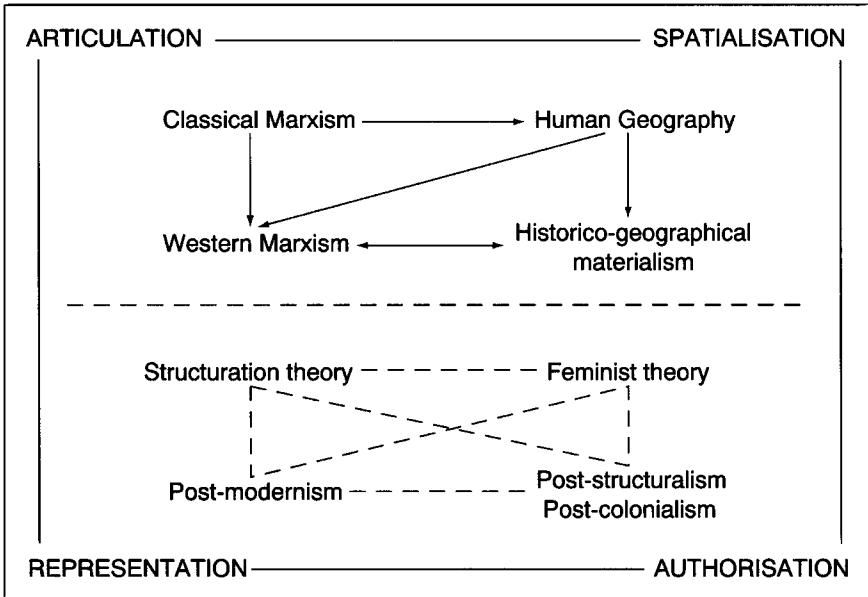 ARTICULATION SPATIALISATION
Classical Marxism Human Geography
Western Marxism Historico-geographical
materialism
Structuration theory Feminist theory
Post-modernism Post-structuralism
Post-colonialism
REPRESENTATION AUTHORISATION